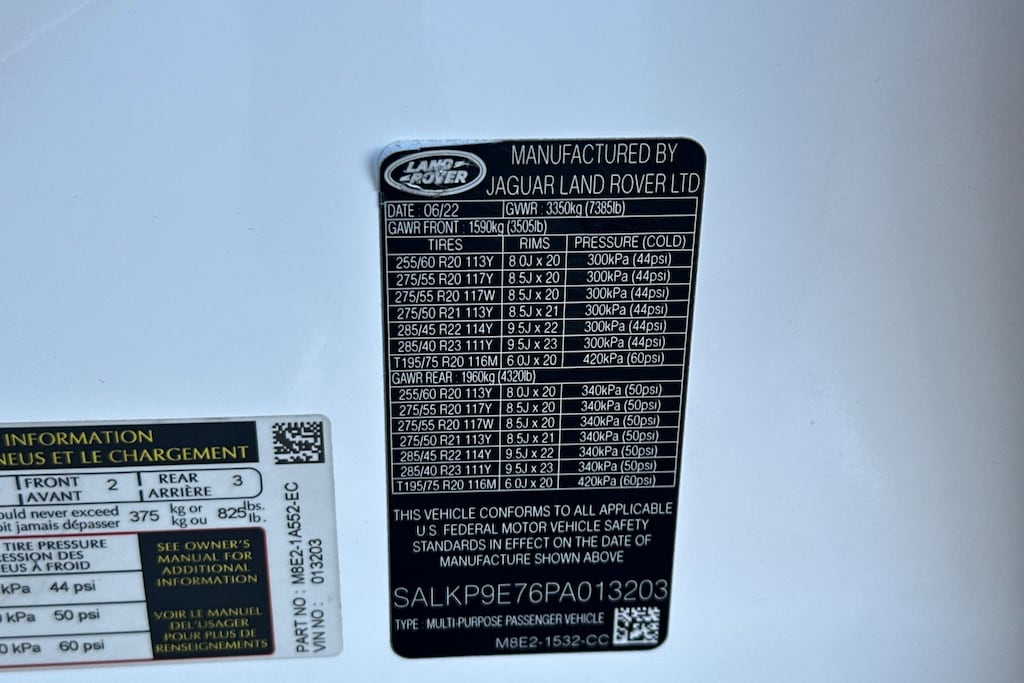 LAND ROVER
MANUFACTURED BY
JAGUAR LAND ROVER LTD
DATE : 06/22 GVWR : 3350kg (7385lb)
GAWR FRONT : 1590kg (3505lb)
TIRES RIMS PRESSURE (COLD)
255/60 R20 113Y 8.0J x 20 300kPa (44psi)
275/55 R20 117Y 8.5J x 20 300kPa (44psi)
275/55 R20 117W 8.5J x 20 300kPa (44psi)
275/50 R21 113Y 8.5J x 21 300kPa (44psi)
285/45 R22 114Y 9.5J x 22 300kPa (44psi)
285/40 R23 111Y 9.5J x 23 300kPa (44psi)
T195/75 R20 116M 6.0J x 20 420kPa (60psi)
GAWR REAR : 1960kg (4320lb)
255/60 R20 113Y 8.0J x 20 340kPa (50psi)
275/55 R20 117Y 8.5J x 20 340kPa (50psi)
275/55 R20 117W 8.5J x 20 340kPa (50psi)
275/50 R21 113Y 8.5J x 21 340kPa (50psi)
285/45 R22 114Y 9.5J x 22 340kPa (50psi)
285/40 R23 111Y 9.5J x 23 340kPa (50psi)
T195/75 R20 116M 6.0J x 20 420kPa (60psi)
THIS VEHICLE CONFORMS TO ALL APPLICABLE
U.S. FEDERAL MOTOR VEHICLE SAFETY
STANDARDS IN EFFECT ON THE DATE OF
MANUFACTURE SHOWN ABOVE
SALKP9E76PA013203
TYPE : MULTI-PURPOSE PASSENGER VEHICLE
M8E2-1532-CC
INFORMATION
NEUS ET LE CHARGEMENT
FRONT 2 REAR 3
AVANT ARRIÈRE
ould never exceed 375 kg or 825 lbs.
oit jamais dépasser kg ou lb.
TIRE PRESSURE
ESSION DES
EUS À FROID
kPa 44 psi
0 kPa 50 psi
0 kPa 60 psi
SEE OWNER'S
MANUAL FOR
ADDITIONAL
INFORMATION
VOIR LE MANUEL
DE L'USAGER
POUR PLUS DE
RENSEIGNEMENTS
PART NO : M8E2-1A552-EC
VIN NO : 013203